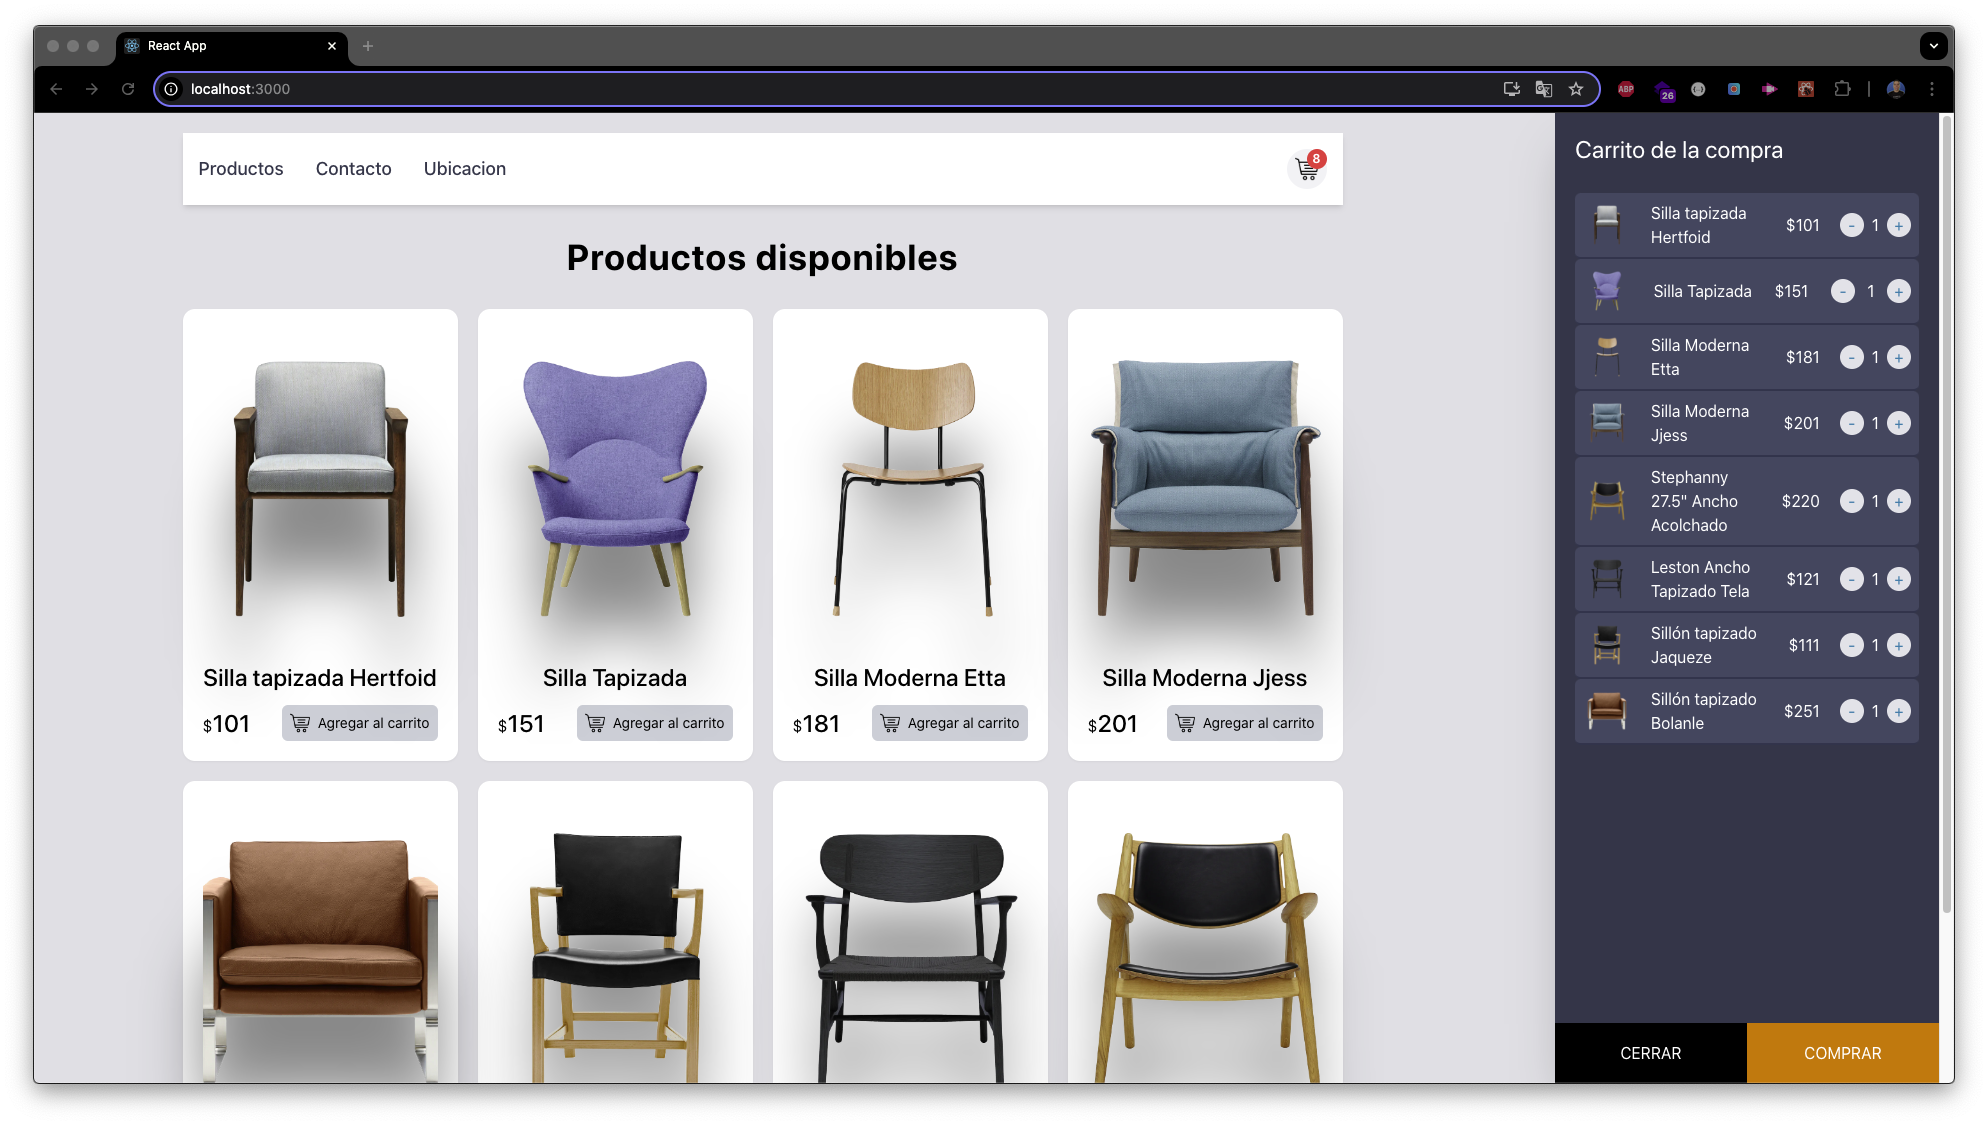 React App
localhost:3000
ABP
26
Productos Contacto Ubicacion
8
Productos disponibles
Silla tapizada Hertfoid
$101
Agregar al carrito
Silla Tapizada
$151
Agregar al carrito
Silla Moderna Etta
$181
Agregar al carrito
Silla Moderna Jjess
$201
Agregar al carrito
Carrito de la compra
Silla tapizada
Hertfoid
$101 - 1 +
Silla Tapizada $151 - 1 +
Silla Moderna
Etta
$181 - 1 +
Silla Moderna
Jjess
$201 - 1 +
Stephanny
27.5" Ancho
Acolchado
$220 - 1 +
Leston Ancho
Tapizado Tela
$121 - 1 +
Sillón tapizado
Jaqueze
$111 - 1 +
Sillón tapizado
Bolanle
$251 - 1 +
CERRAR
COMPRAR